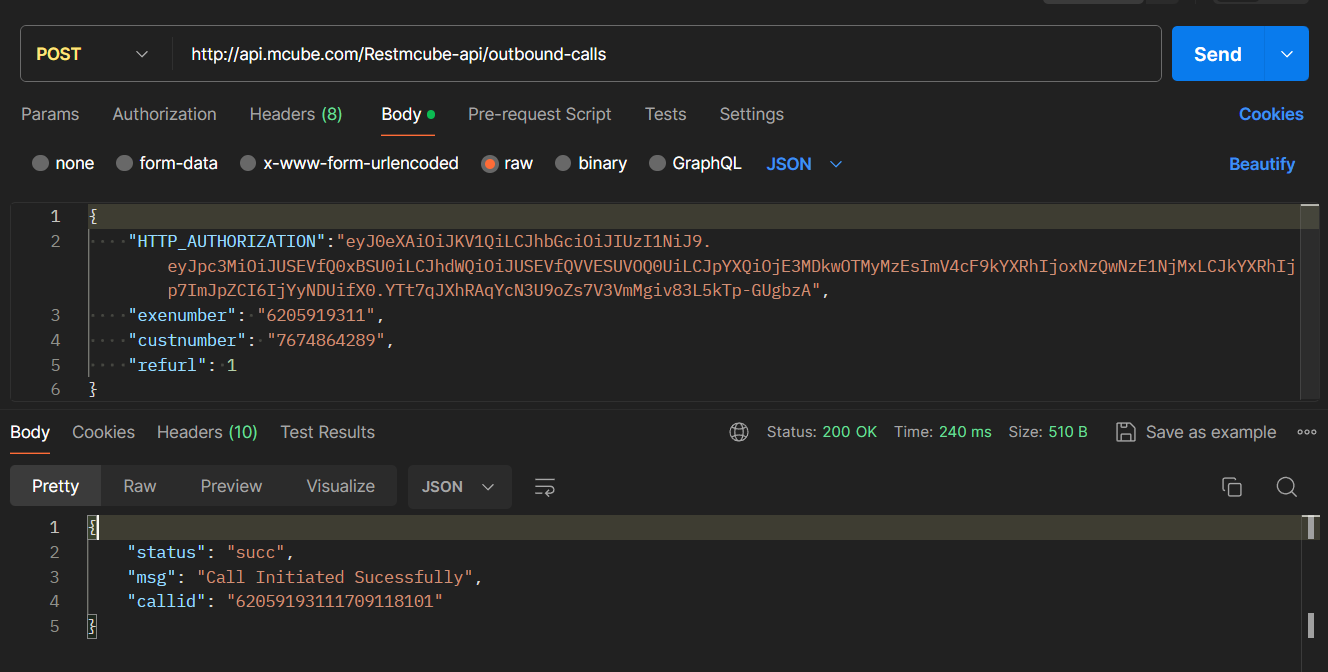 POST
http://api.mcube.com/Restmcube-api/outbound-calls
Send
Params Authorization Headers (8) Body Pre-request Script Tests Settings Cookies
none form-data x-www-form-urlencoded raw binary GraphQL JSON Beautify
1 {
2 "HTTP_AUTHORIZATION":"eyJ0eXAiOiJKV1QiLCJhbGciOiJIUzI1NiJ9.
eyJpc3MiOiJUSEVfQ0xBSU0iLCJhdWQiOiJUSEVfQVVESUVOQ0UiLCJpYXQiOjE3MDkwOTMyMzEsImV4cF9kYXRhIjoxNzQwNzE1NjMxLCJkYXRhIj
p7ImJpZCI6IjYyNDUifX0.YTt7qJXhRAqYcN3U9oZs7V3VmMgiv83L5kTp-GUgbzA",
3 "exenumber": "6205919311",
4 "custnumber": "7674864289",
5 "refurl": 1
6 }
Body Cookies Headers (10) Test Results Status: 200 OK Time: 240 ms Size: 510 B Save as example
Pretty Raw Preview Visualize JSON
1 {
2 "status": "succ",
3 "msg": "Call Initiated Sucessfully",
4 "callid": "62059193111709118101"
5 }